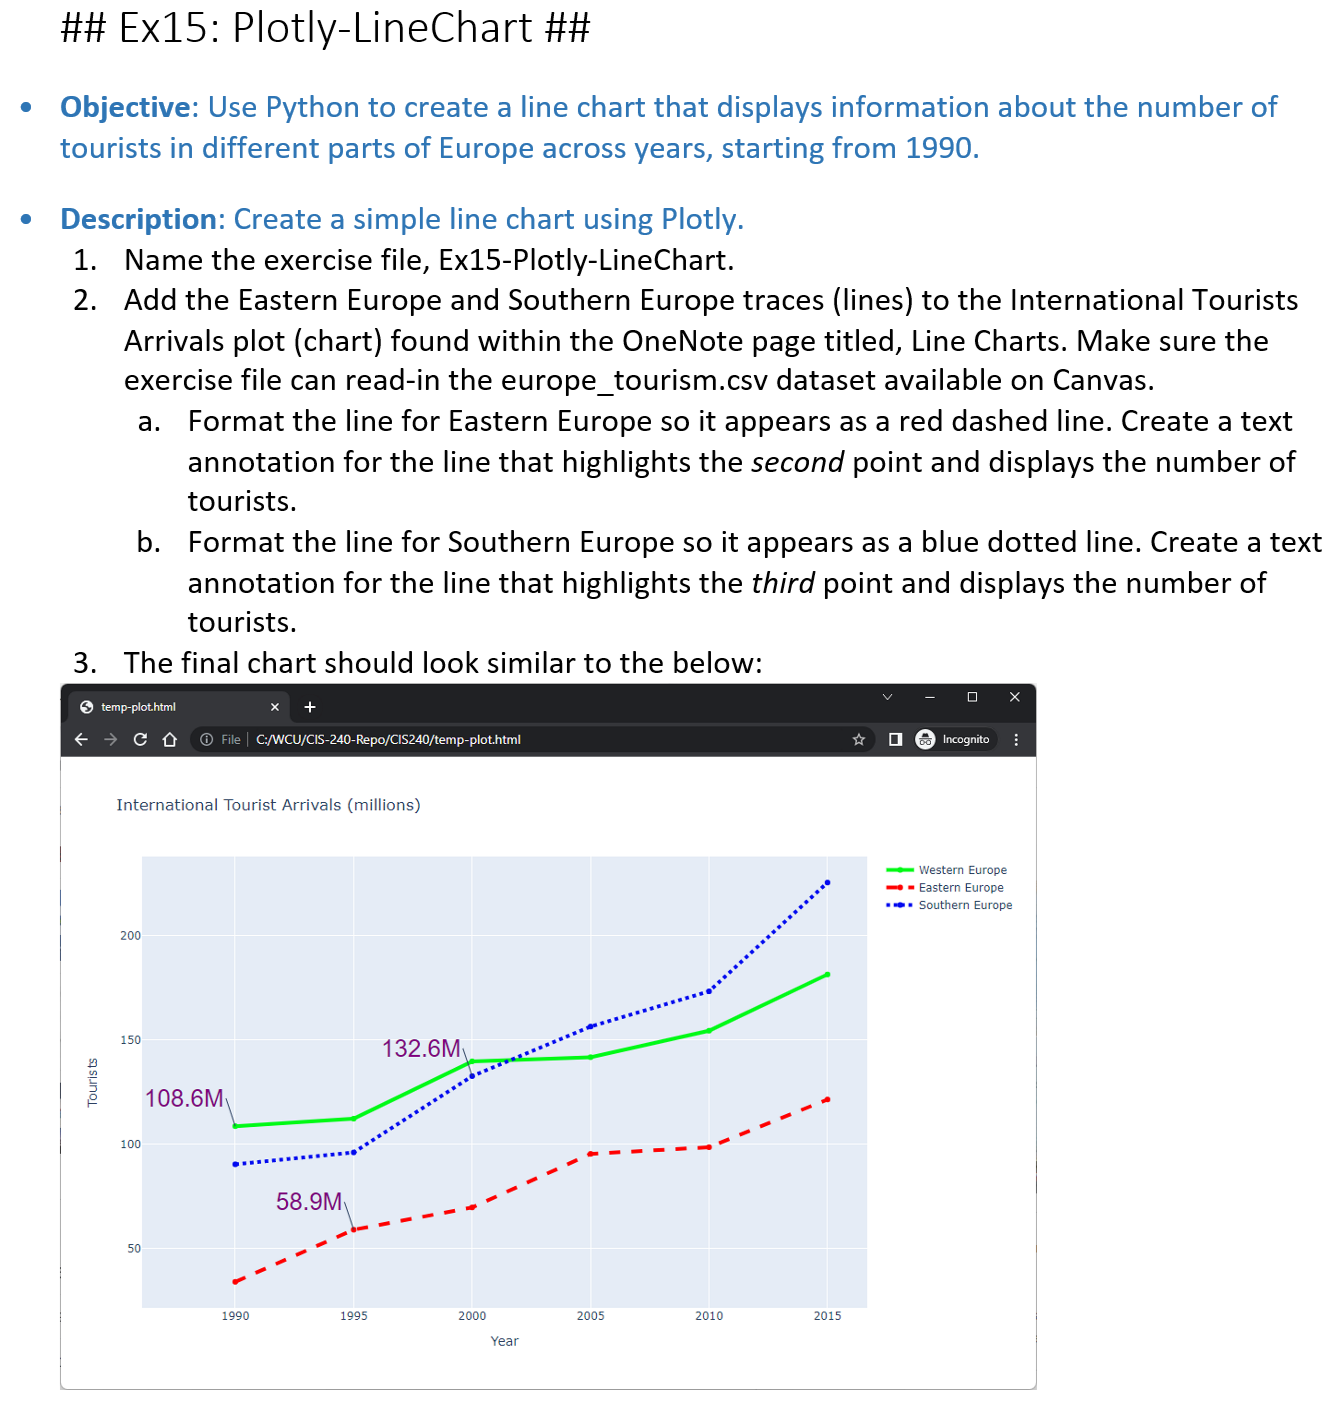 ## Ex15: Plotly-LineChart ##
• Objective: Use Python to create a line chart that displays information about the number of
tourists in different parts of Europe across years, starting from 1990.
• Description: Create a simple line chart using Plotly.
1. Name the exercise file, Ex15-Plotly-LineChart.
2. Add the Eastern Europe and Southern Europe traces (lines) to the International Tourists
Arrivals plot (chart) found within the OneNote page titled, Line Charts. Make sure the
exercise file can read-in the europe_tourism.csv dataset available on Canvas.
a. Format the line for Eastern Europe so it appears as a red dashed line. Create a text
annotation for the line that highlights the second point and displays the number of
tourists.
b. Format the line for Southern Europe so it appears as a blue dotted line. Create a text
annotation for the line that highlights the third point and displays the number of
tourists.
3. The final chart should look similar to the below:
temp-plot.html
File | C:/WCU/CIS-240-Repo/CIS240/temp-plot.html
Incognito
International Tourist Arrivals (millions)
Western Europe
Eastern Europe
Southern Europe
200
150
132.6M
108.6M
100
58.9M
50
Tourists
1990 1995 2000 2005 2010 2015
Year